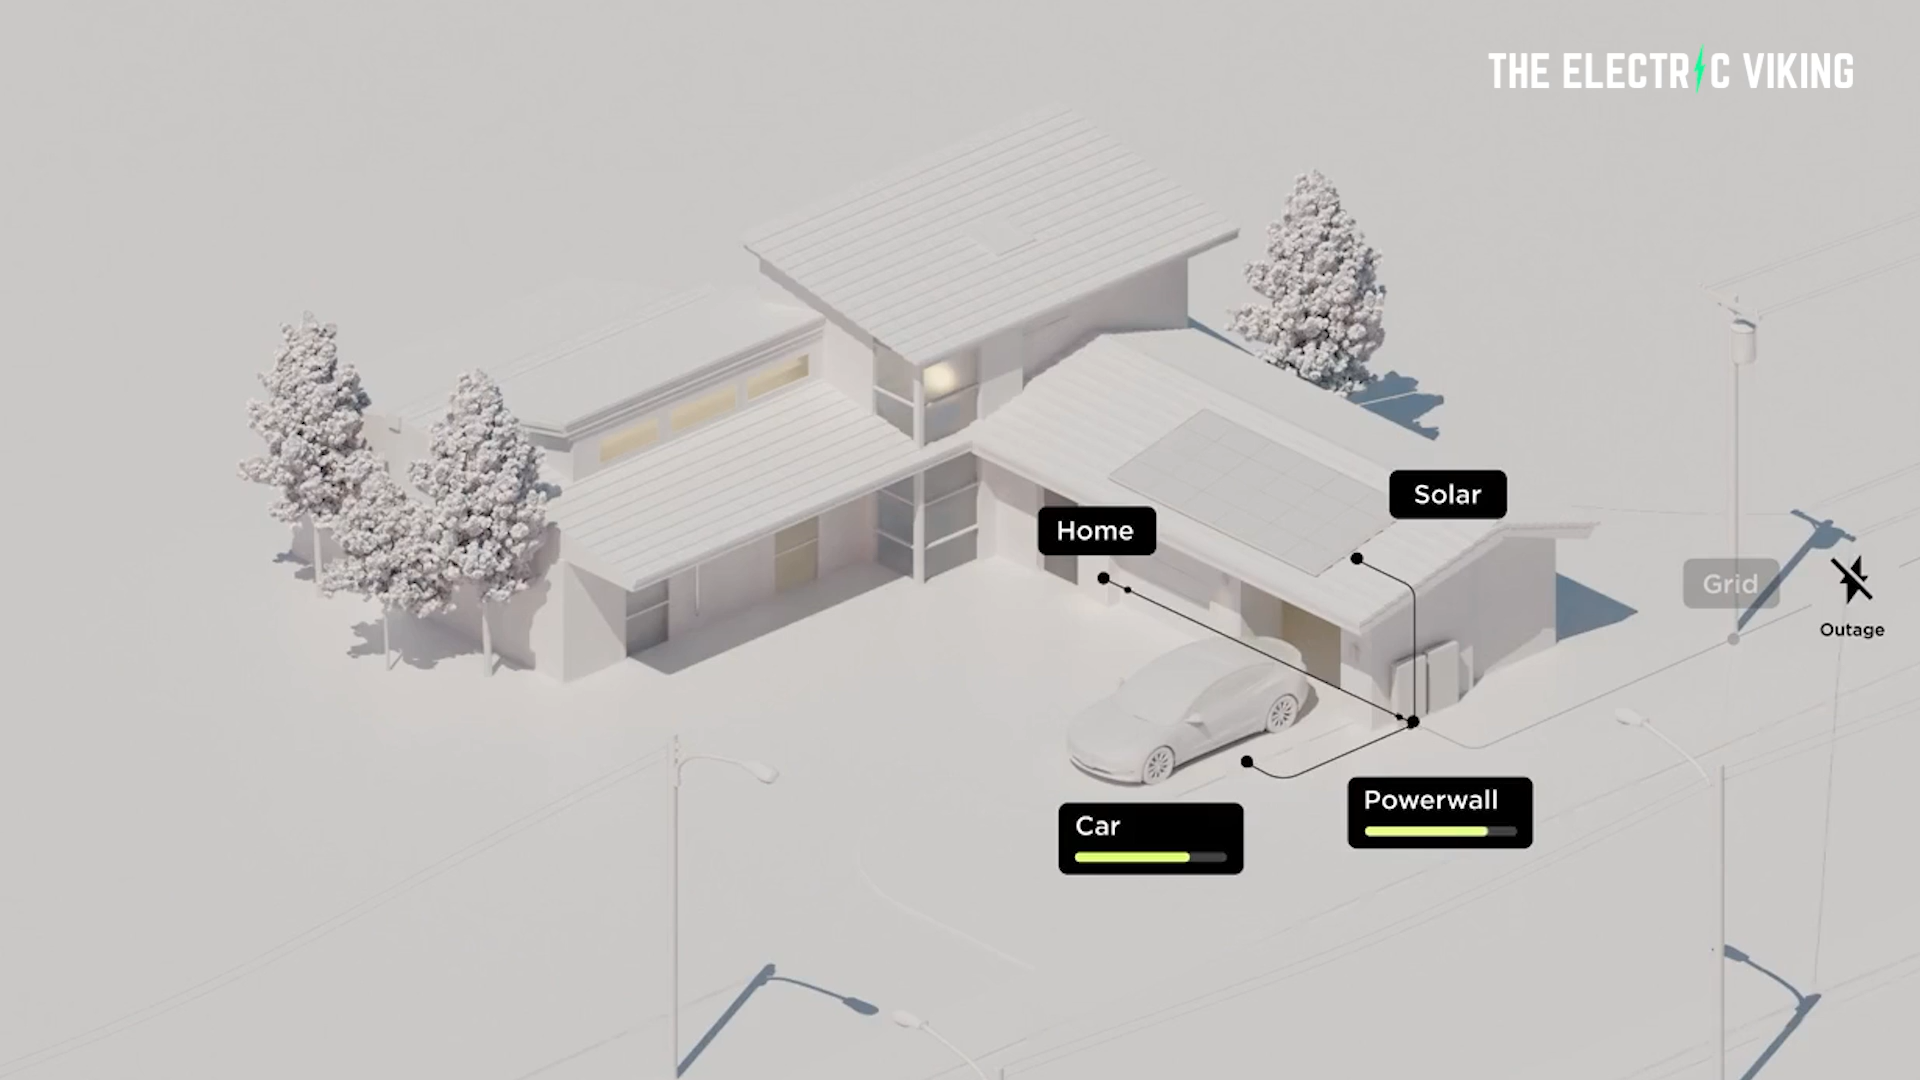 THE ELECTRIC VIKING
Solar
Home
Grid
Outage
Powerwall
Car